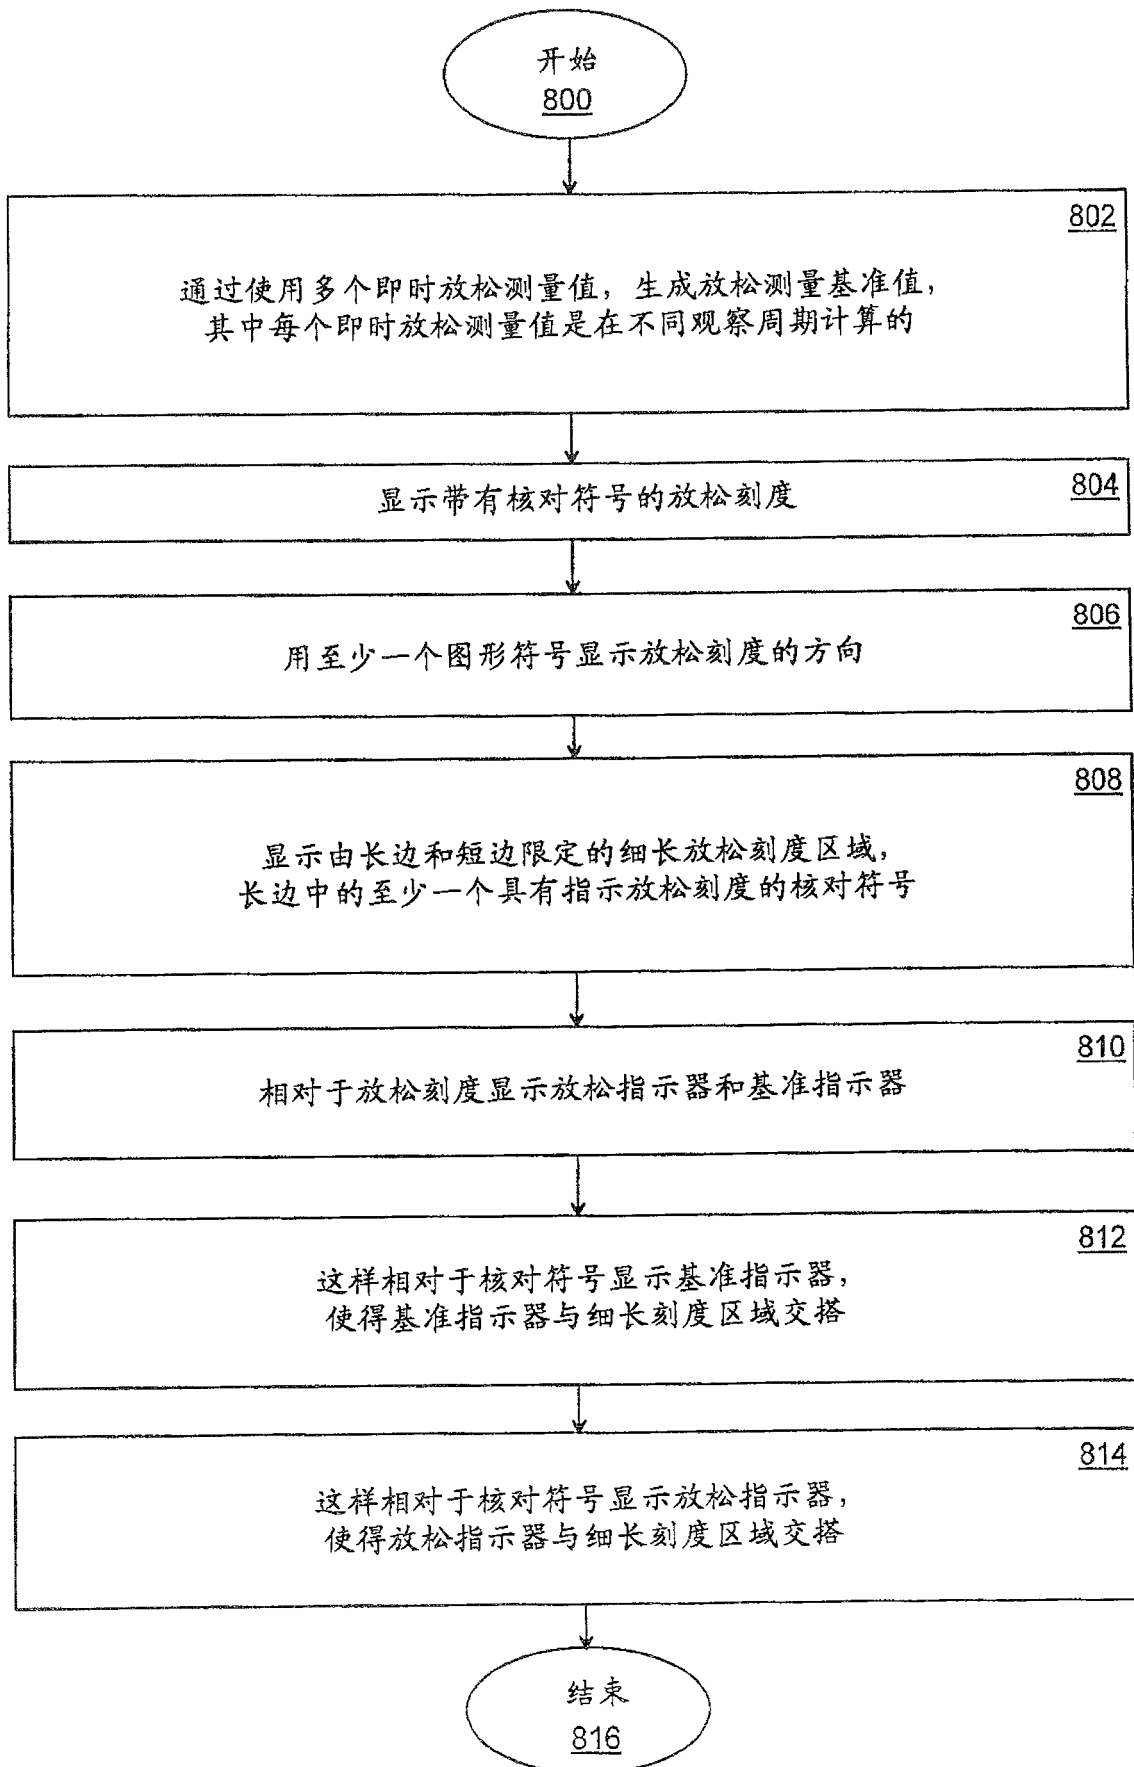 开始
800
802
通过使用多个即时放松测量值，生成放松测量基准值，
其中每个即时放松测量值是在不同观察周期计算的
804
显示带有核对符号的放松刻度
806
用至少一个图形符号显示放松刻度的方向
808
显示由长边和短边限定的细长放松刻度区域，
长边中的至少一个具有指示放松刻度的核对符号
810
相对于放松刻度显示放松指示器和基准指示器
812
这样相对于核对符号显示基准指示器，
使得基准指示器与细长刻度区域交搭
814
这样相对于核对符号显示放松指示器，
使得放松指示器与细长刻度区域交搭
结束
816